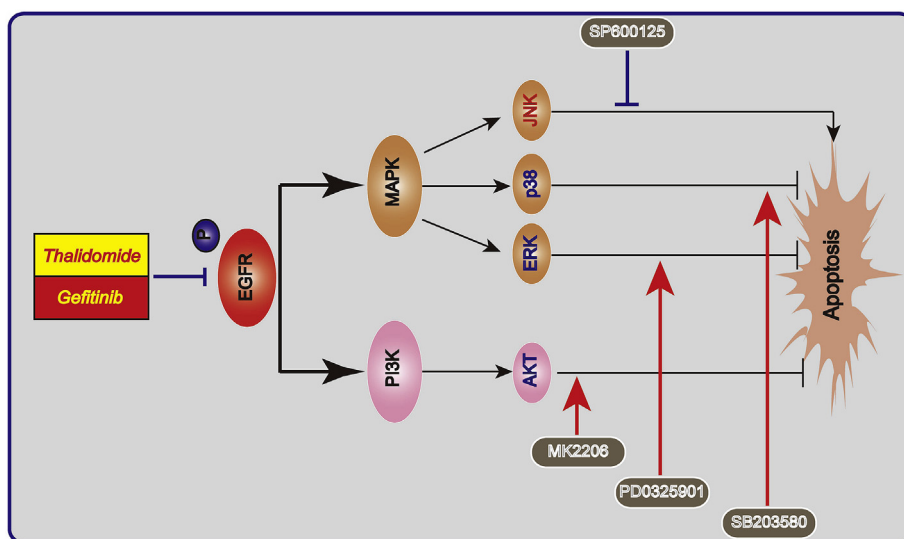 SP600125
JNK
MAPK
p38
P
ERK
Thalidomide
Gefitinib
EGFR
Apoptosis
PI3K
AKT
MK2206
PD0325901
SB203580